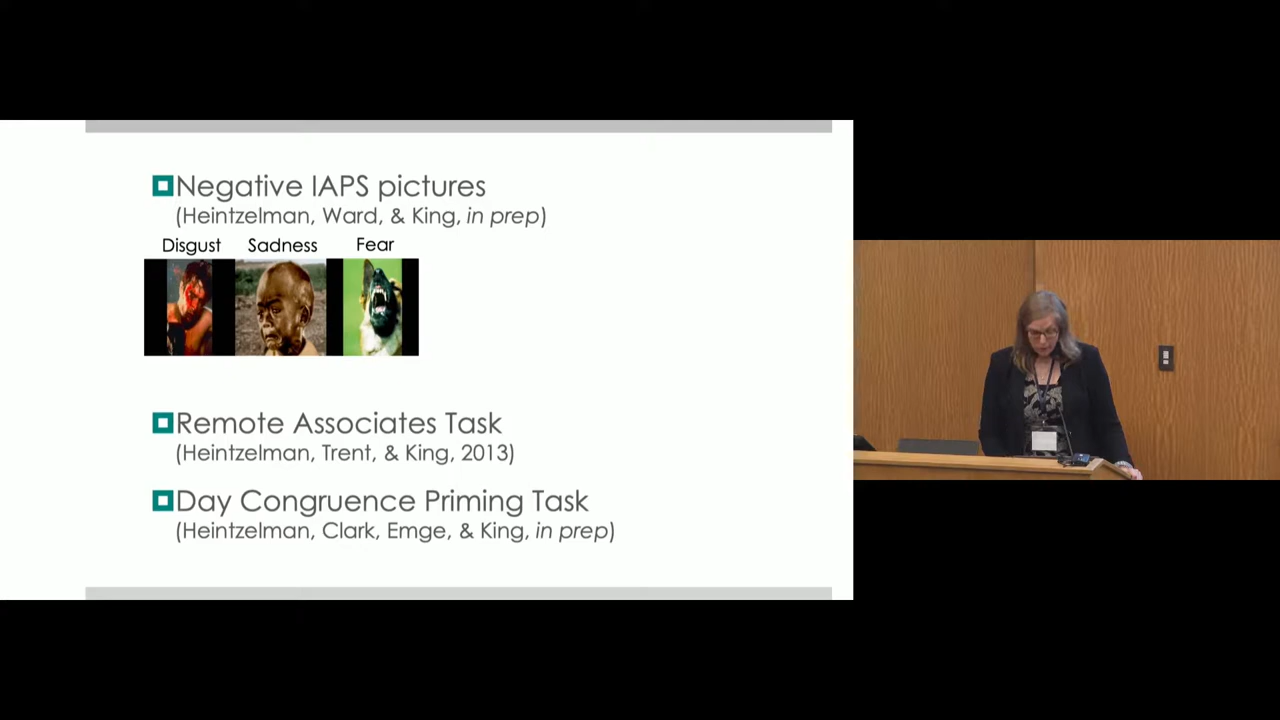 Negative IAPS pictures
(Heintzelman, Ward, & King, in prep)
Disgust Sadness Fear
Remote Associates Task
(Heintzelman, Trent, & King, 2013)
Day Congruence Priming Task
(Heintzelman, Clark, Emge, & King, in prep)